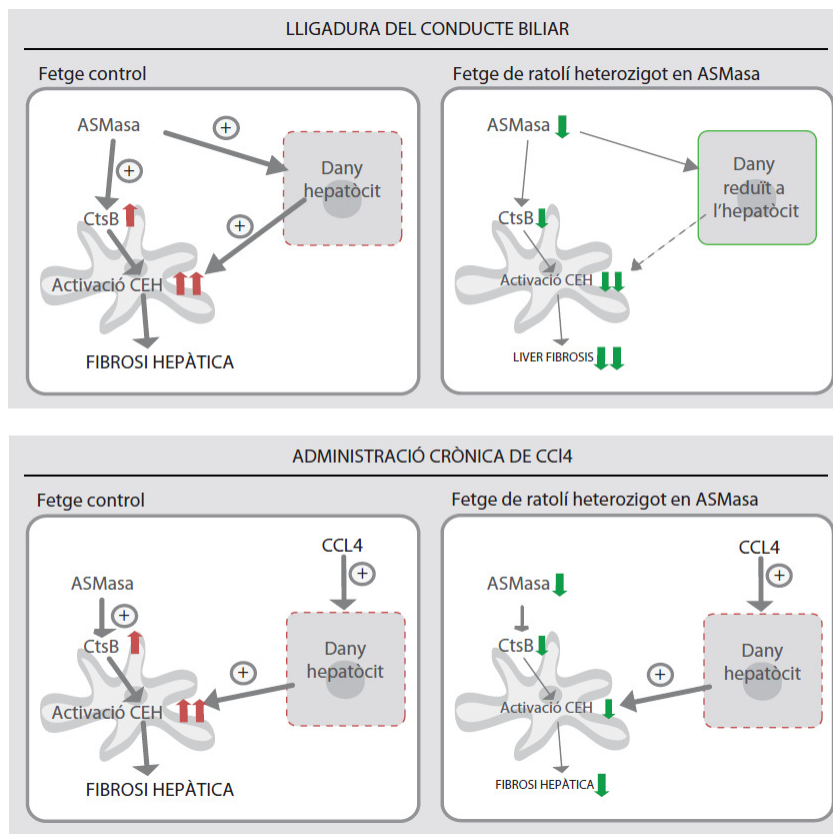 LLIGADURA DEL CONDUCTE BILIAR
Fetge control
ASMasa
+
+
Dany
hepatòcit
CtsB
+
Activació CEH
FIBROSI HEPÀTICA
Fetge de ratolí heterozigot en ASMasa
ASMasa
Dany
reduït a
l'hepatòcit
CtsB
Activació CEH
LIVER FIBROSIS
ADMINISTRACIÓ CRÒNICA DE CCl4
Fetge control
CCL4
+
ASMasa
+
CtsB
Dany
hepatòcit
+
Activació CEH
FIBROSI HEPÀTICA
Fetge de ratolí heterozigot en ASMasa
CCL4
+
ASMasa
CtsB
Dany
hepatòcit
+
Activació CEH
FIBROSI HEPÀTICA